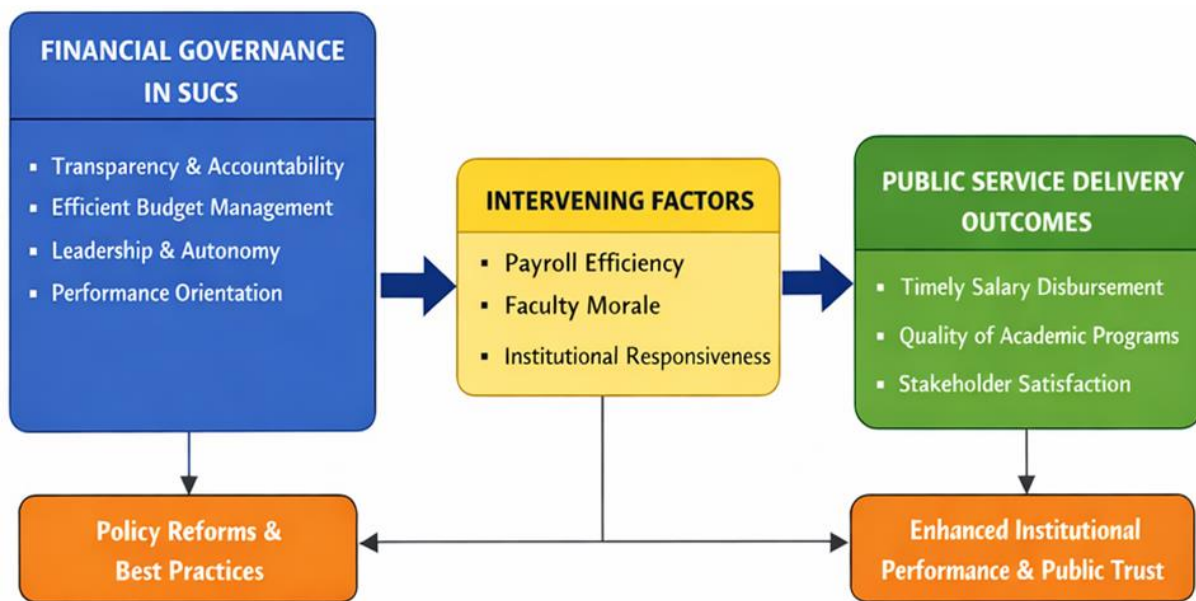 FINANCIAL GOVERNANCE
IN SUCS
▪ Transparency & Accountability
▪ Efficient Budget Management
▪ Leadership & Autonomy
▪ Performance Orientation
INTERVENING FACTORS
▪ Payroll Efficiency
▪ Faculty Morale
▪ Institutional Responsiveness
PUBLIC SERVICE DELIVERY
OUTCOMES
▪ Timely Salary Disbursement
▪ Quality of Academic Programs
▪ Stakeholder Satisfaction
Policy Reforms &
Best Practices
Enhanced Institutional
Performance & Public Trust